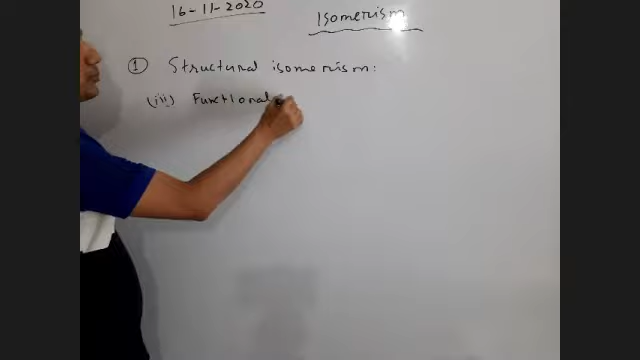 16-11-2020
Isomerism
① Structural isomerism:
(iii) Functional